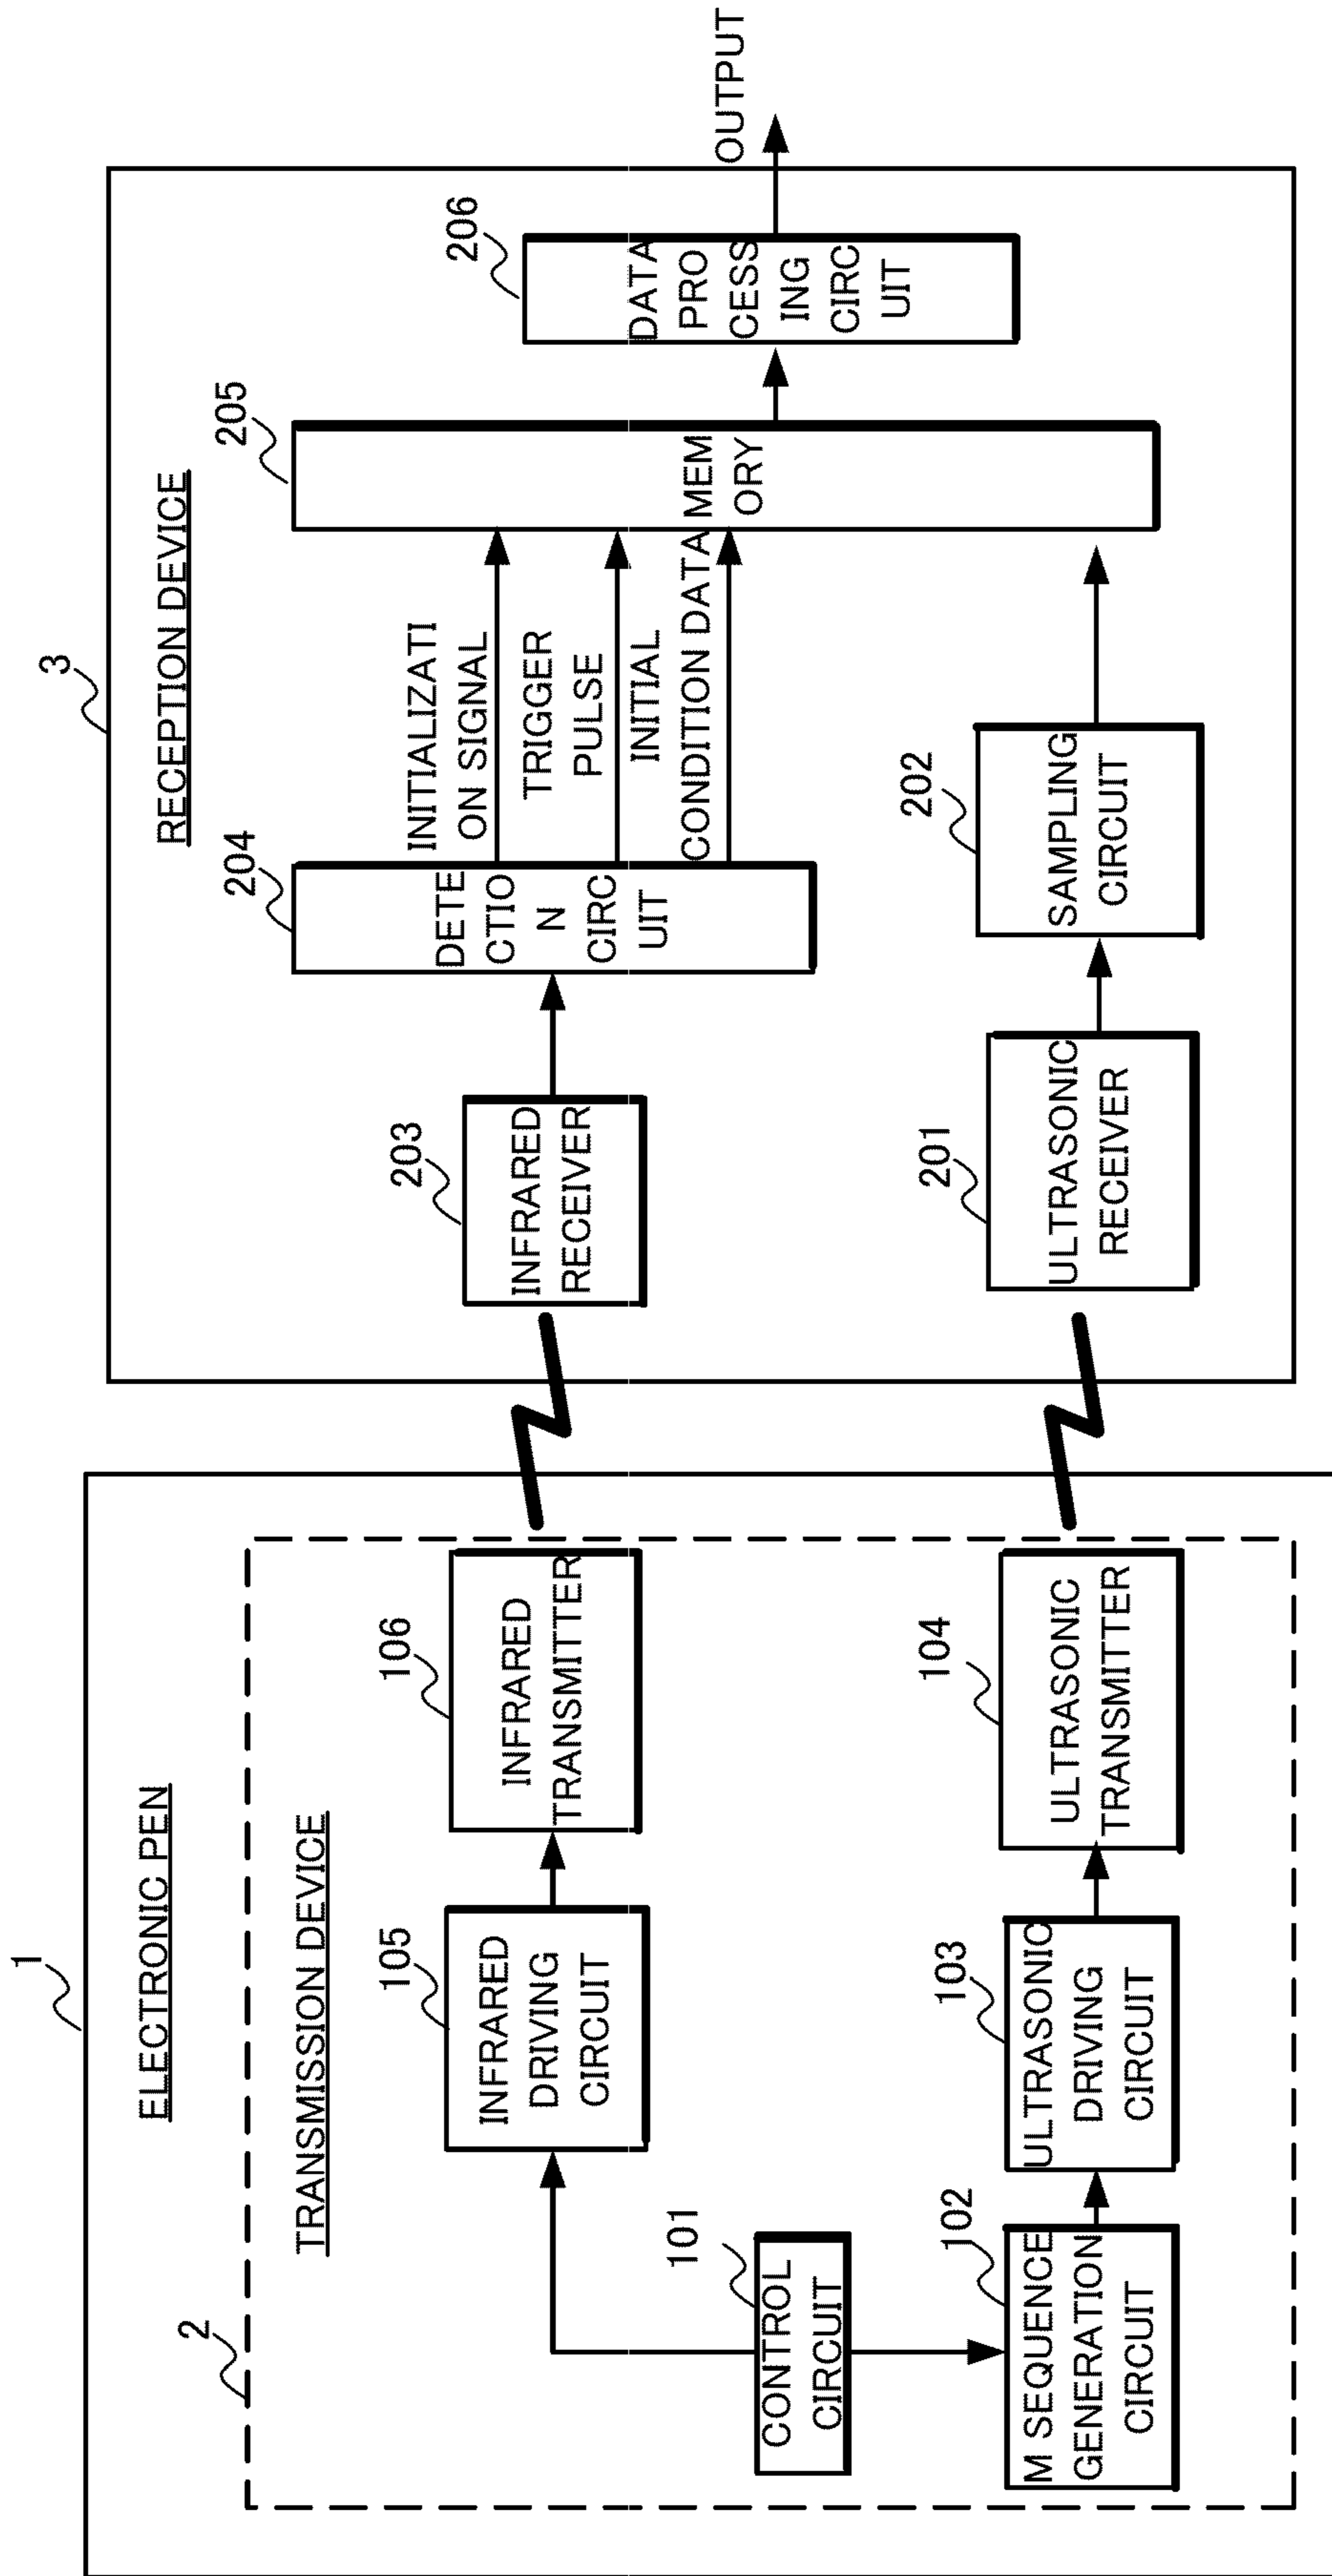 1
ELECTRONIC PEN
2
TRANSMISSION DEVICE
101
CONTROL
CIRCUIT
105
INFRARED
DRIVING
CIRCUIT
106
INFRARED
TRANSMITTER
102
M SEQUENCE
GENERATION
CIRCUIT
103
ULTRASONIC
DRIVING
CIRCUIT
104
ULTRASONIC
TRANSMITTER
3
RECEPTION DEVICE
203
INFRARED
RECEIVER
204
DETE
CTIO
N
CIRC
UIT
INITIALIZATI
ON SIGNAL
TRIGGER
PULSE
INITIAL
CONDITION DATA
205
MEM
ORY
206
DATA
PRO
CESS
ING
CIRC
UIT
OUTPUT
201
ULTRASONIC
RECEIVER
202
SAMPLING
CIRCUIT